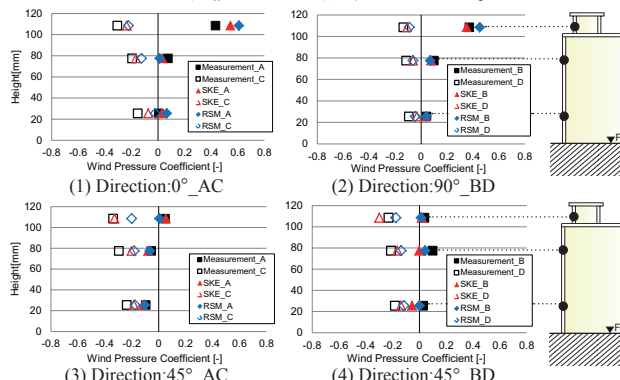 120
100
80
60
40
20
0
Height[mm]
Measurement_A
Measurement_C
SKE_A
SKE_C
RSM_A
RSM_C
-0.8 -0.6 -0.4 -0.2 0 0.2 0.4 0.6 0.8
Wind Pressure Coefficient [-]
(1) Direction:0°_AC
120
100
80
60
40
20
0
Measurement_B
Measurement_D
SKE_B
SKE_D
RSM_B
RSM_D
-0.8 -0.6 -0.4 -0.2 0 0.2 0.4 0.6 0.8
Wind Pressure Coefficient [-]
(2) Direction:90°_BD
F
120
100
80
60
40
20
0
Height[mm]
Measurement_A
Measurement_C
SKE_A
SKE_C
RSM_A
RSM_C
-0.8 -0.6 -0.4 -0.2 0 0.2 0.4 0.6 0.8
Wind Pressure Coefficient [-]
(3) Direction:45°_AC
120
100
80
60
40
20
0
Measurement_B
Measurement_D
SKE_B
SKE_D
RSM_B
RSM_D
-0.8 -0.6 -0.4 -0.2 0 0.2 0.4 0.6 0.8
Wind Pressure Coefficient [-]
(4) Direction:45°_BD
F